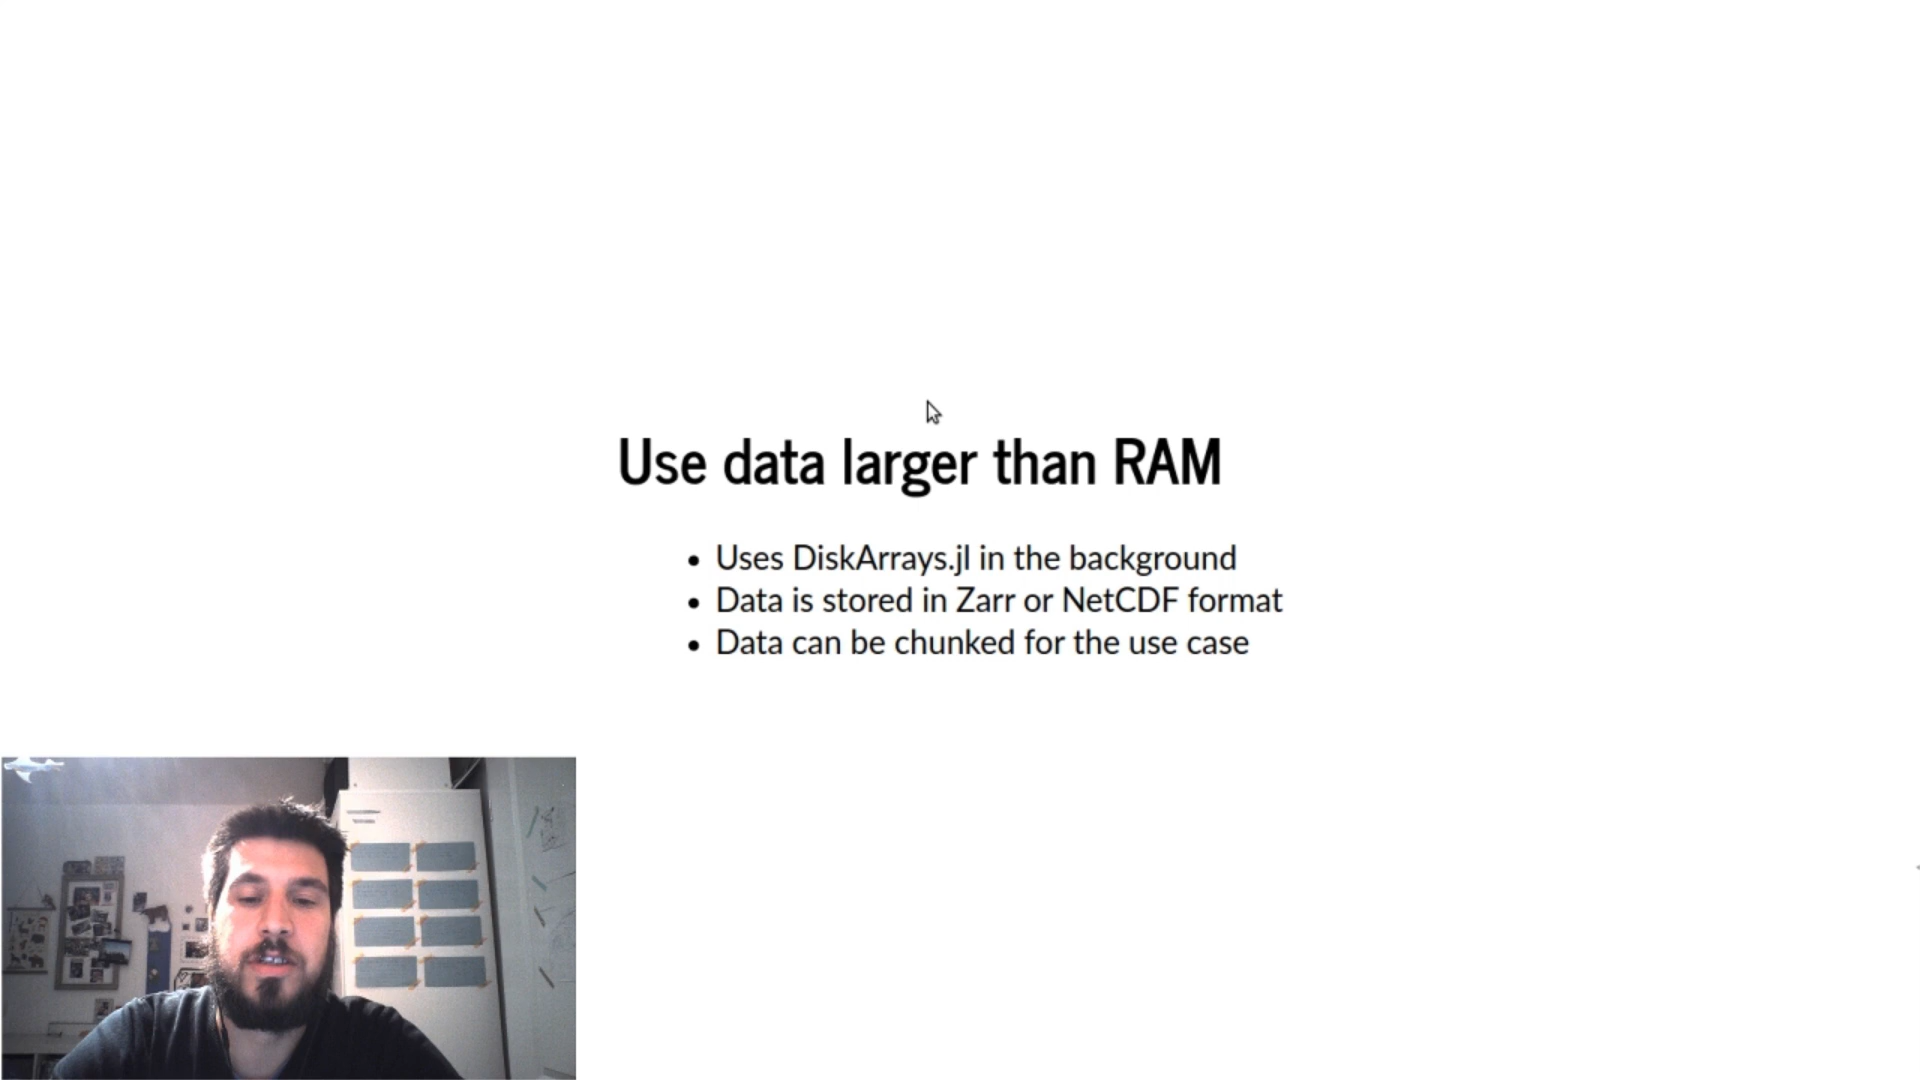 Use data larger than RAM
Uses DiskArrays.jl in the background
Data is stored in Zarr or NetCDF format
Data can be chunked for the use case